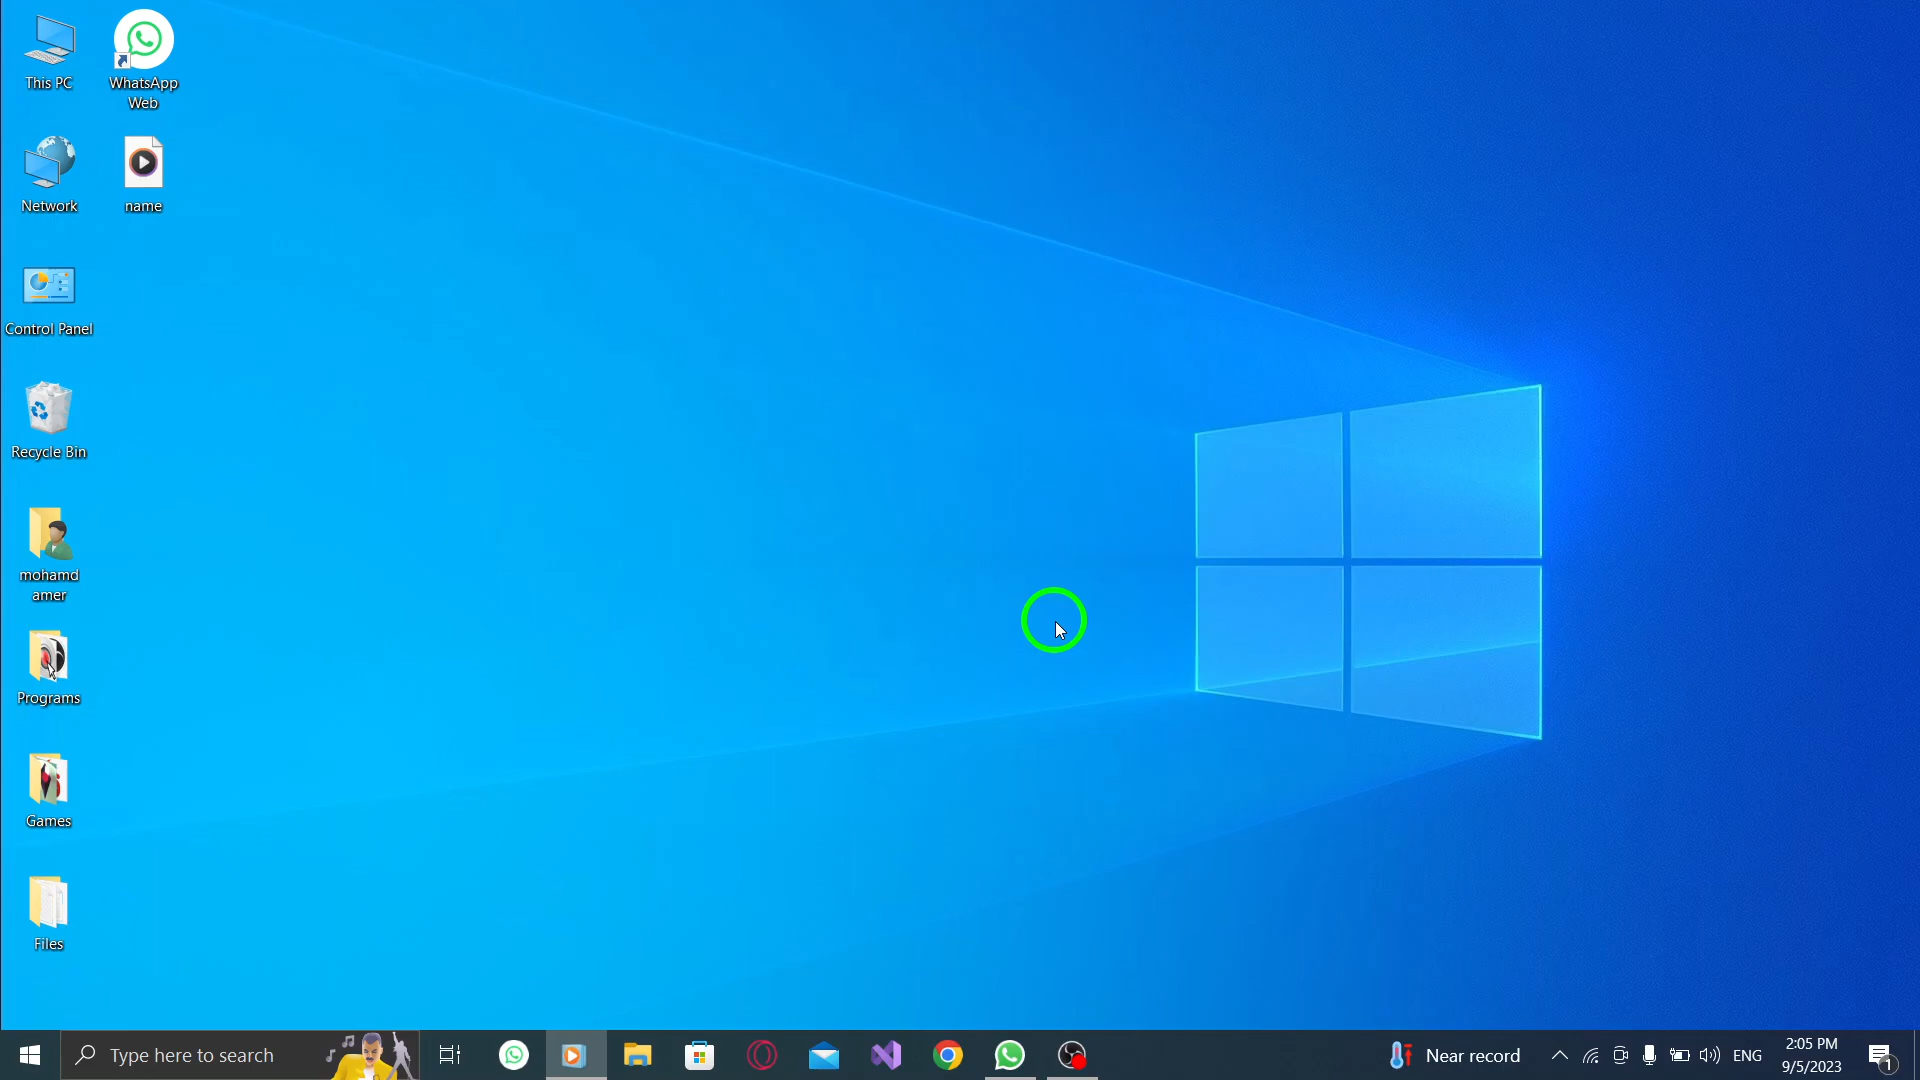 This PC
WhatsApp
Web
Network
name
Control Panel
Recycle Bin
mohamd
amer
Programs
Games
Files
Type here to search
Near record
ENG
2:05 PM
9/5/2023
1